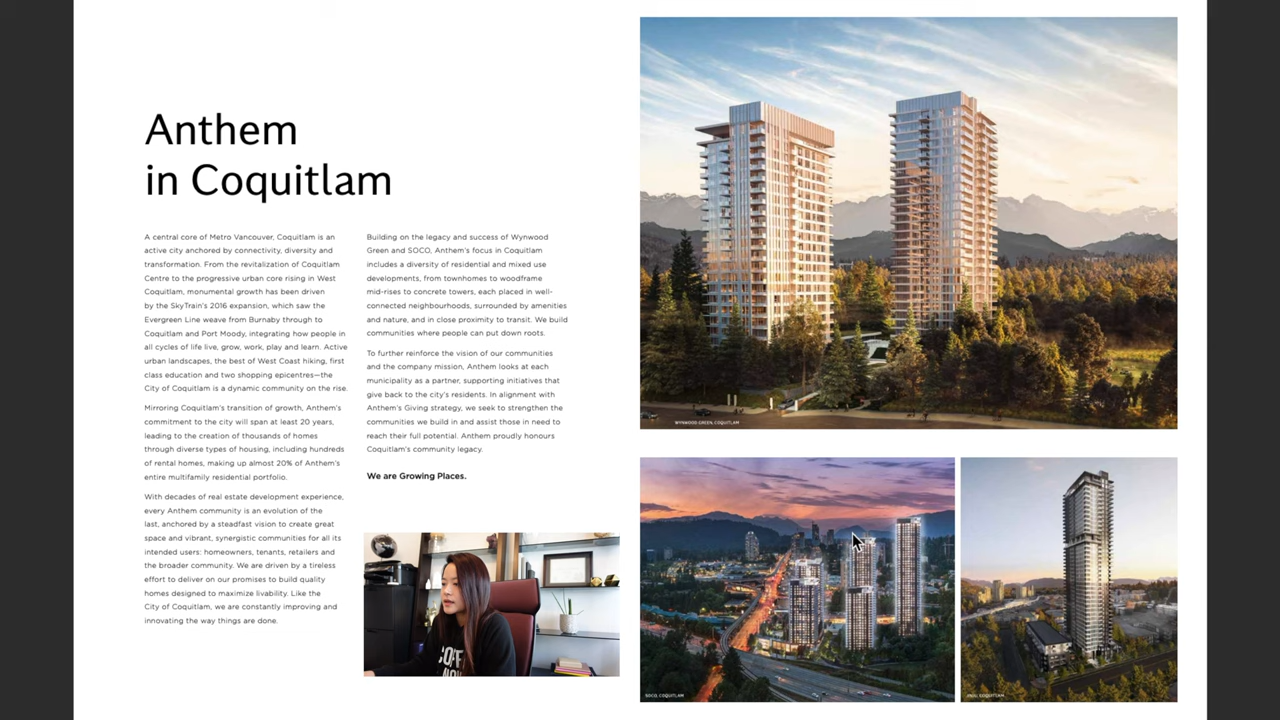 Anthem
in Coquitlam
A central core of Metro Vancouver, Coquitlam is an
active city anchored by connectivity, diversity and
transformation. From the revitalization of Coquitlam
Centre to the progressive urban core rising in West
Coquitlam, monumental growth has been driven
by the SkyTrain's 2016 expansion, which saw the
Evergreen Line weave from Burnaby through to
Coquitlam and Port Moody, integrating how people in
all cycles of life live, grow, work, play and learn. Active
urban landscapes, the best of West Coast hiking, first
class education and two shopping epicentres—the
City of Coquitlam is a dynamic community on the rise.
Mirroring Coquitlam's transition of growth, Anthem's
commitment to the city will span at least 20 years,
leading to the creation of thousands of homes
through diverse types of housing, including hundreds
of rental homes, making up almost 20% of Anthem's
entire multifamily residential portfolio.
With decades of real estate development experience,
every Anthem community is an evolution of the
last, anchored by a steadfast vision to create great
space and vibrant, synergistic communities for all its
intended users: homeowners, tenants, retailers and
the broader community. We are driven by a tireless
effort to deliver on our promises to build quality
homes designed to maximize livability. Like the
City of Coquitlam, we are constantly improving and
innovating the way things are done.
Building on the legacy and success of Wynwood
Green and SOCO, Anthem's focus in Coquitlam
includes a diversity of residential and mixed use
developments, from townhomes to woodframe
mid-rises to concrete towers, each placed in well-
connected neighbourhoods, surrounded by amenities
and nature, and in close proximity to transit. We build
communities where people can put down roots.
To further reinforce the vision of our communities
and the company mission, Anthem looks at each
municipality as a partner, supporting initiatives that
give back to the city's residents. In alignment with
Anthem's Giving strategy, we seek to strengthen the
communities we build in and assist those in need to
reach their full potential. Anthem proudly honours
Coquitlam's community legacy.
We are Growing Places.
WYNWOOD GREEN, COQUITLAM
SOCO, COQUITLAM
COQUITLAM
COFF